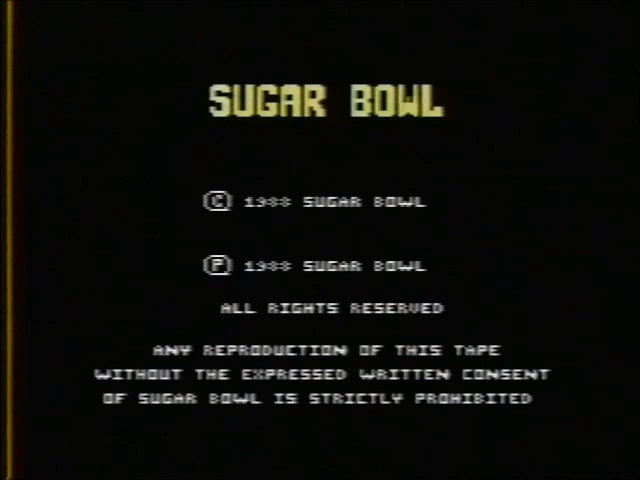 SUGAR BOWL
© 1988 SUGAR BOWL
℗ 1988 SUGAR BOWL
ALL RIGHTS RESERVED
ANY REPRODUCTION OF THIS TAPE
WITHOUT THE EXPRESSED WRITTEN CONSENT
OF SUGAR BOWL IS STRICTLY PROHIBITED